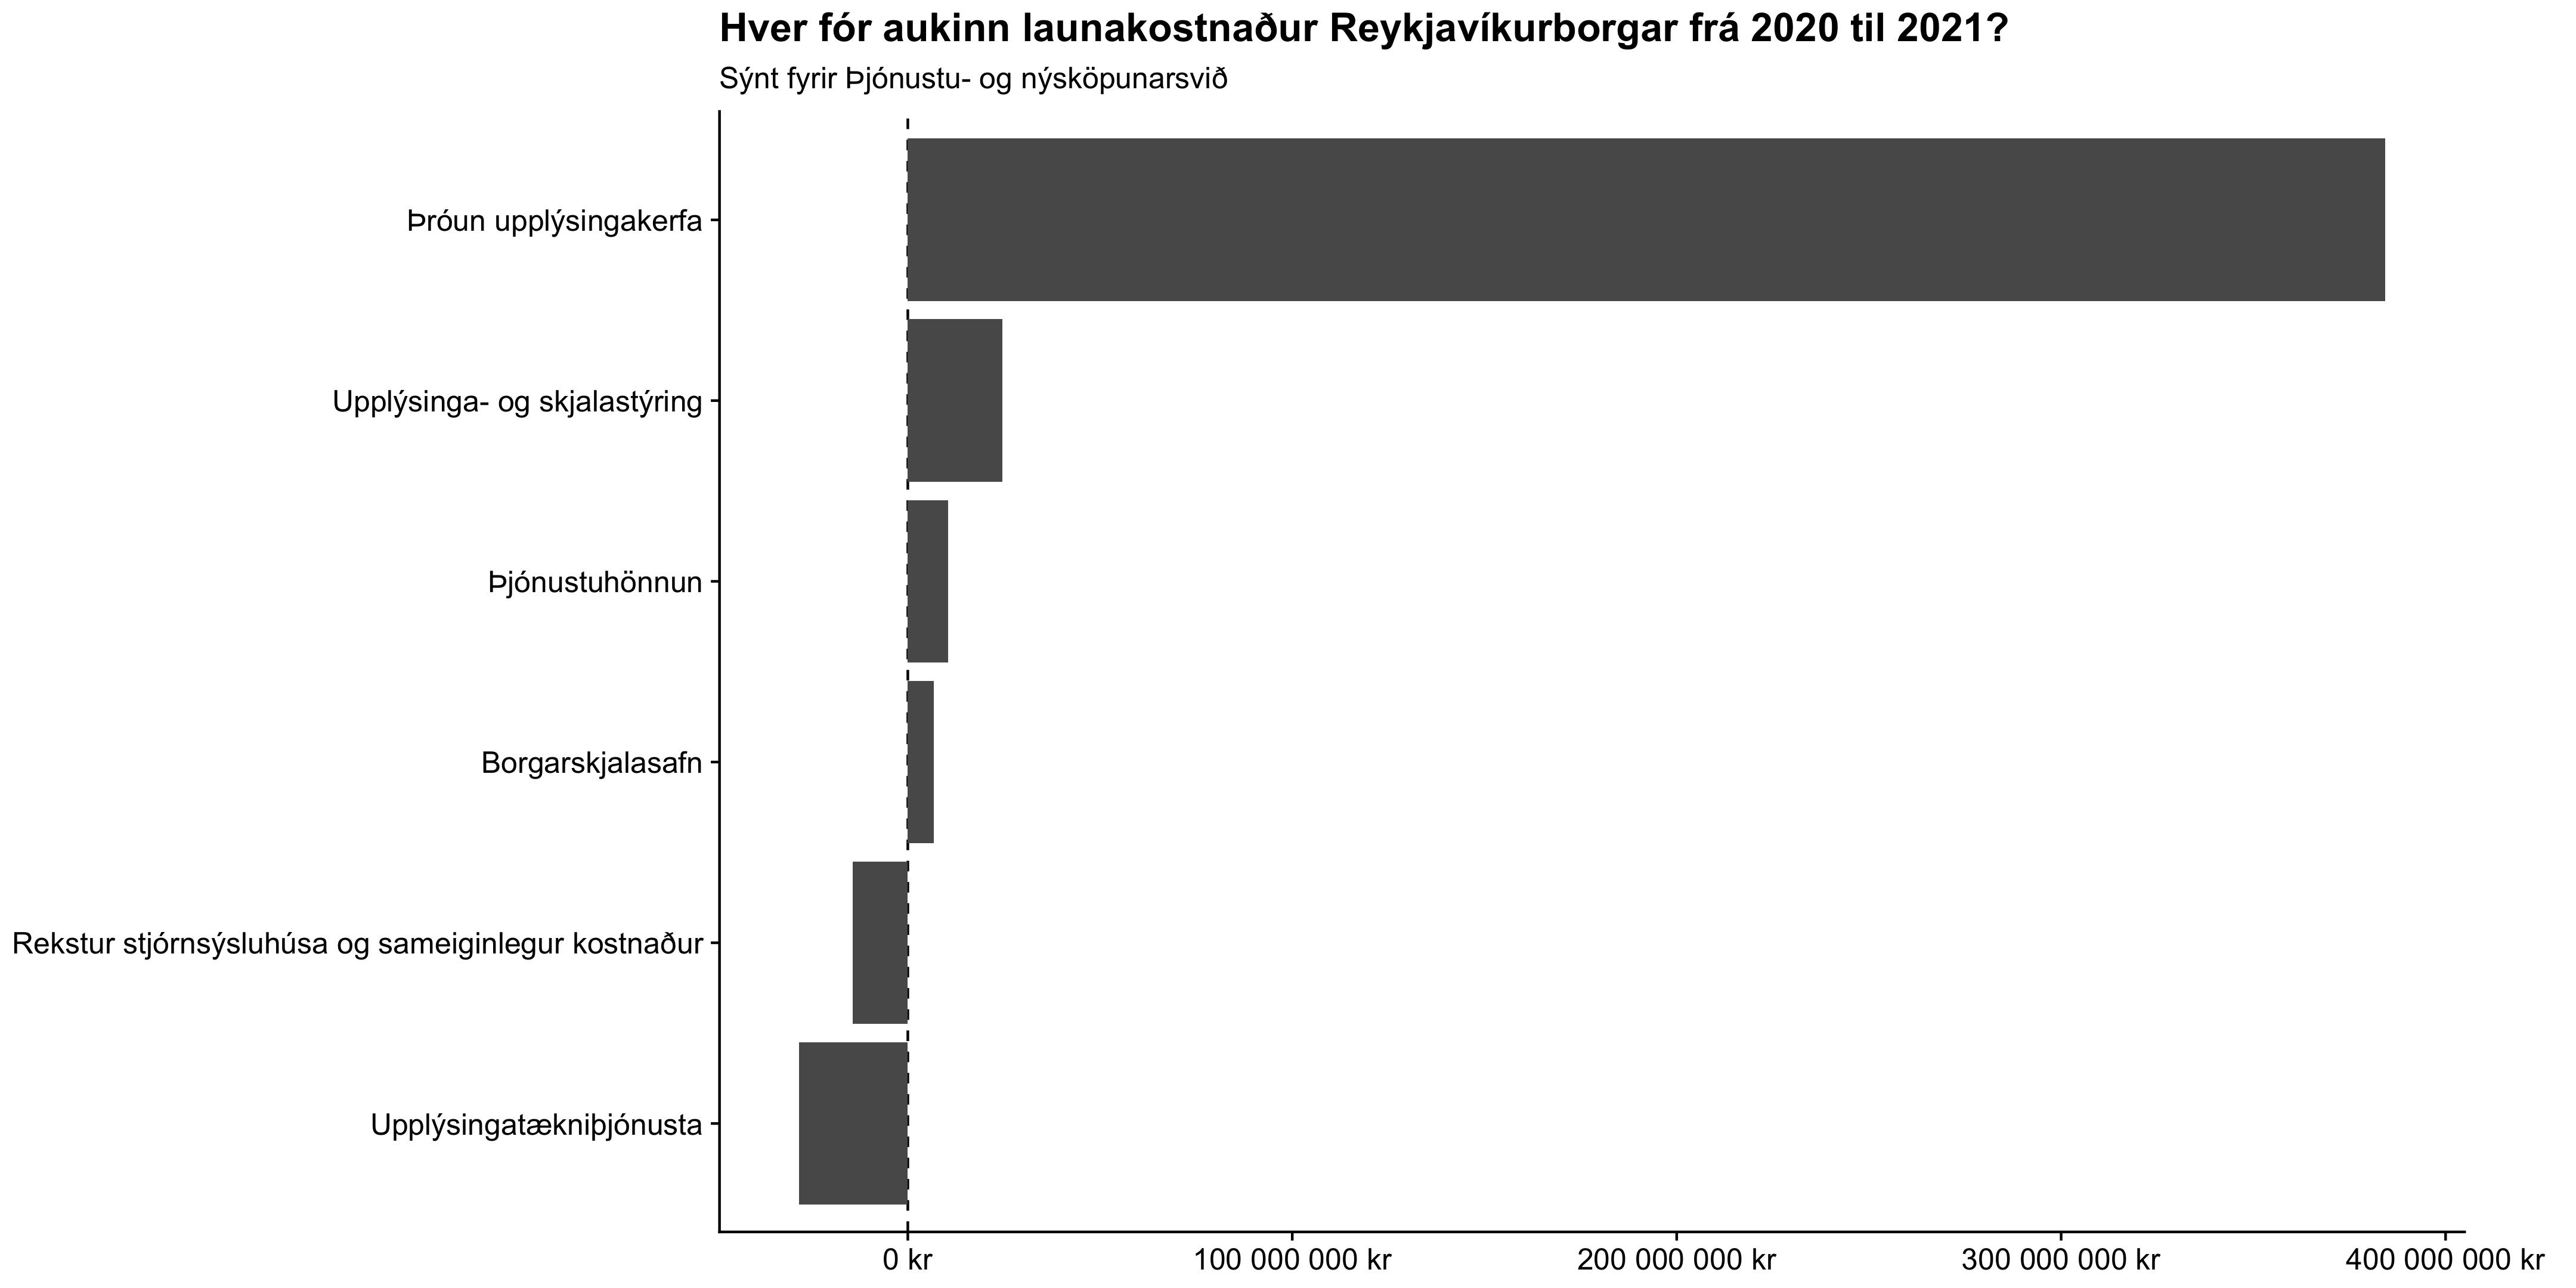 Hver fór aukinn launakostnaður Reykjavíkurborgar frá 2020 til 2021?
Sýnt fyrir Þjónustu- og nýsköpunarsvið
Þróun upplýsingakerfa
Upplýsinga- og skjalastýring
Þjónustuhönnun
Borgarskjalasafn
Rekstur stjórnsýsluhúsa og sameiginlegur kostnaður
Upplýsingatækniþjónusta
0 kr
100 000 000 kr
200 000 000 kr
300 000 000 kr
400 000 000 kr